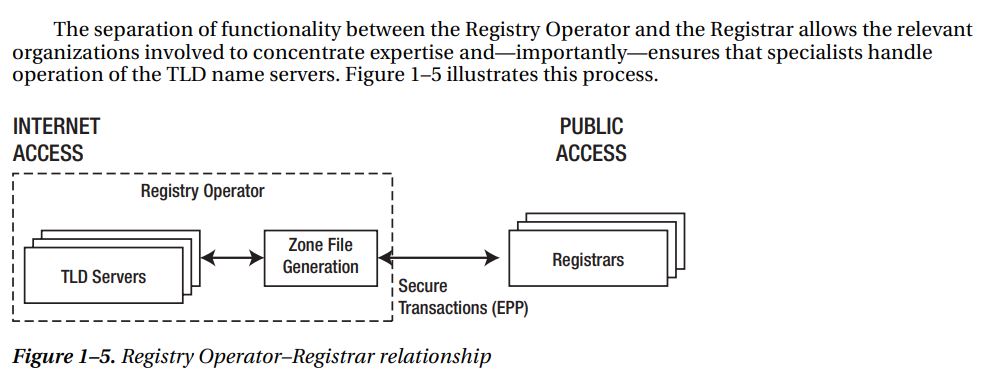 The separation of functionality between the Registry Operator and the Registrar allows the relevant
organizations involved to concentrate expertise and—importantly—ensures that specialists handle
operation of the TLD name servers. Figure 1–5 illustrates this process.
INTERNET
ACCESS
PUBLIC
ACCESS
Registry Operator
TLD Servers
Zone File
Generation
Secure
Transactions (EPP)
Registrars
Figure 1–5. Registry Operator–Registrar relationship